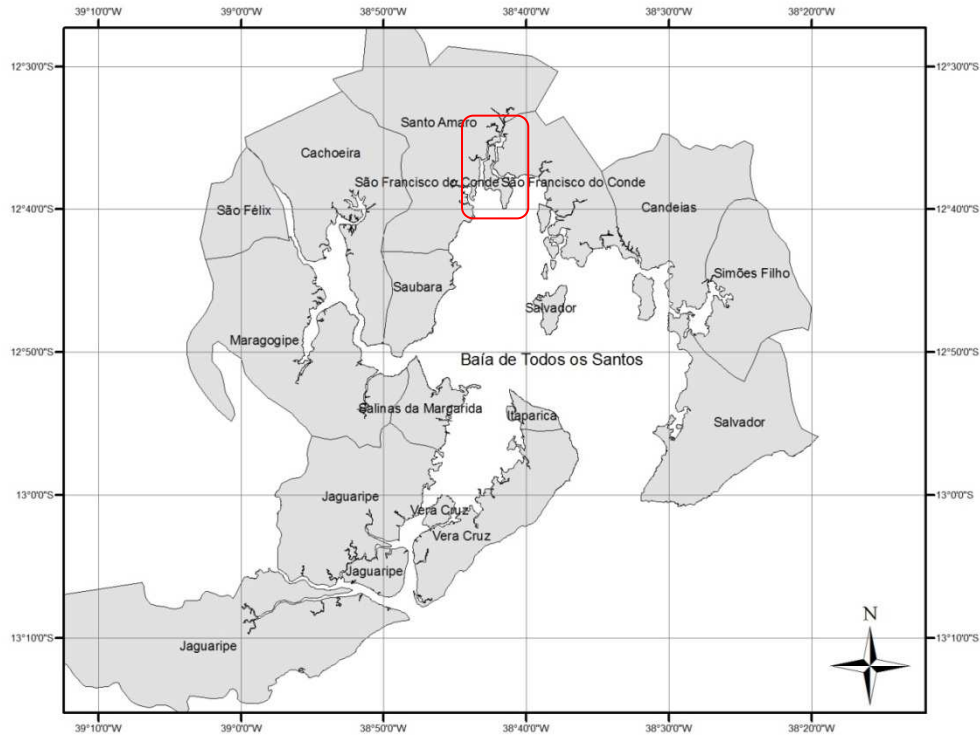 39°10'0"W 39°0'0"W 38°50'0"W 38°40'0"W 38°30'0"W 38°20'0"W
12°30'0"S 12°30'0"S
Santo Amaro
Cachoeira
São Francisco do Conde São Francisco do Conde
12°40'0"S São Félix Candeias 12°40'0"S
Simões Filho
Saubara
Salvador
Maragogipe
12°50'0"S Baía de Todos os Santos 12°50'0"S
Salinas da Margarida
Itaparica
Salvador
13°0'0"S Jaguaripe 13°0'0"S
Vera Cruz
Vera Cruz
Jaguaripe
N
13°10'0"S Jaguaripe 13°10'0"S
39°10'0"W 39°0'0"W 38°50'0"W 38°40'0"W 38°30'0"W 38°20'0"W